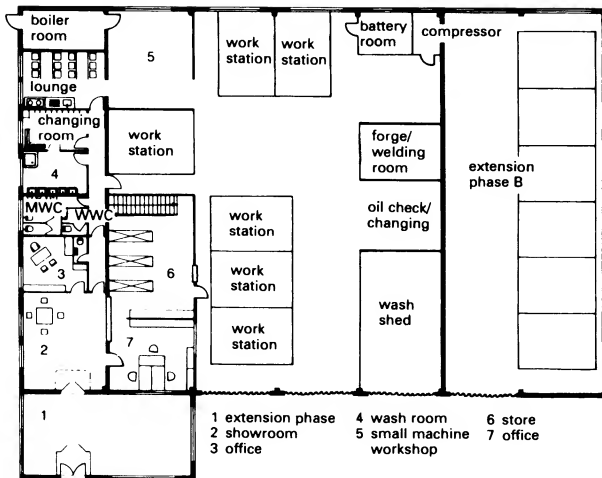 boiler
room
5
work
station
work
station
battery
room
compressor
lounge
changing
room
work
station
forge/
welding
room
extension
phase B
4
MWC
WWC
oil check/
changing
work
station
3
6
work
station
wash
shed
work
station
2
7
1
1 extension phase
2 showroom
3 office
4 wash room
5 small machine
workshop
6 store
7 office